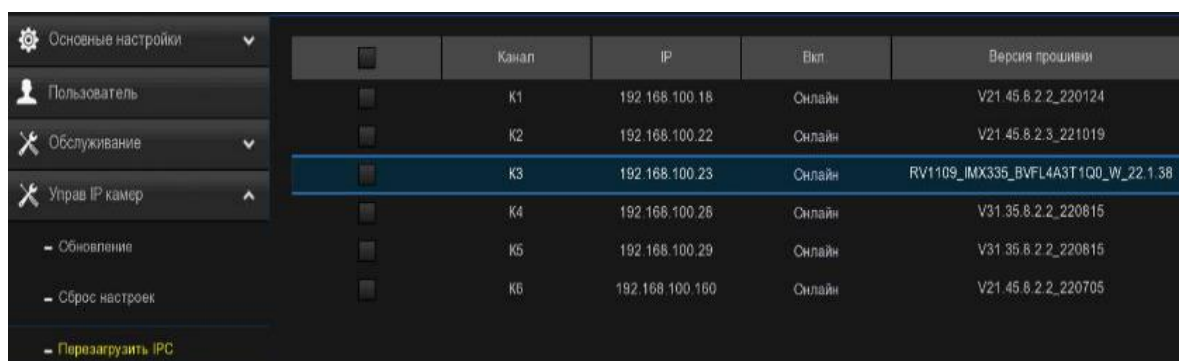 Основные настройки
Пользователь
Обслуживание
Управ IP камер
Обновление
Сброс настроек
Перезагрузить IPC
Канал IP Вкл Версия прошивки
K1 192.168.100.18 Онлайн V21.45.8.2.2_220124
K2 192.168.100.22 Онлайн V21.45.8.2.3_221019
K3 192.168.100.23 Онлайн RV1109_IMX335_BVFL4A3T1Q0_W_22.1.38
K4 192.168.100.28 Онлайн V31.35.8.2.2_220815
K5 192.168.100.29 Онлайн V31.35.8.2.2_220815
K6 192.168.100.160 Онлайн V21.45.8.2.2_220705